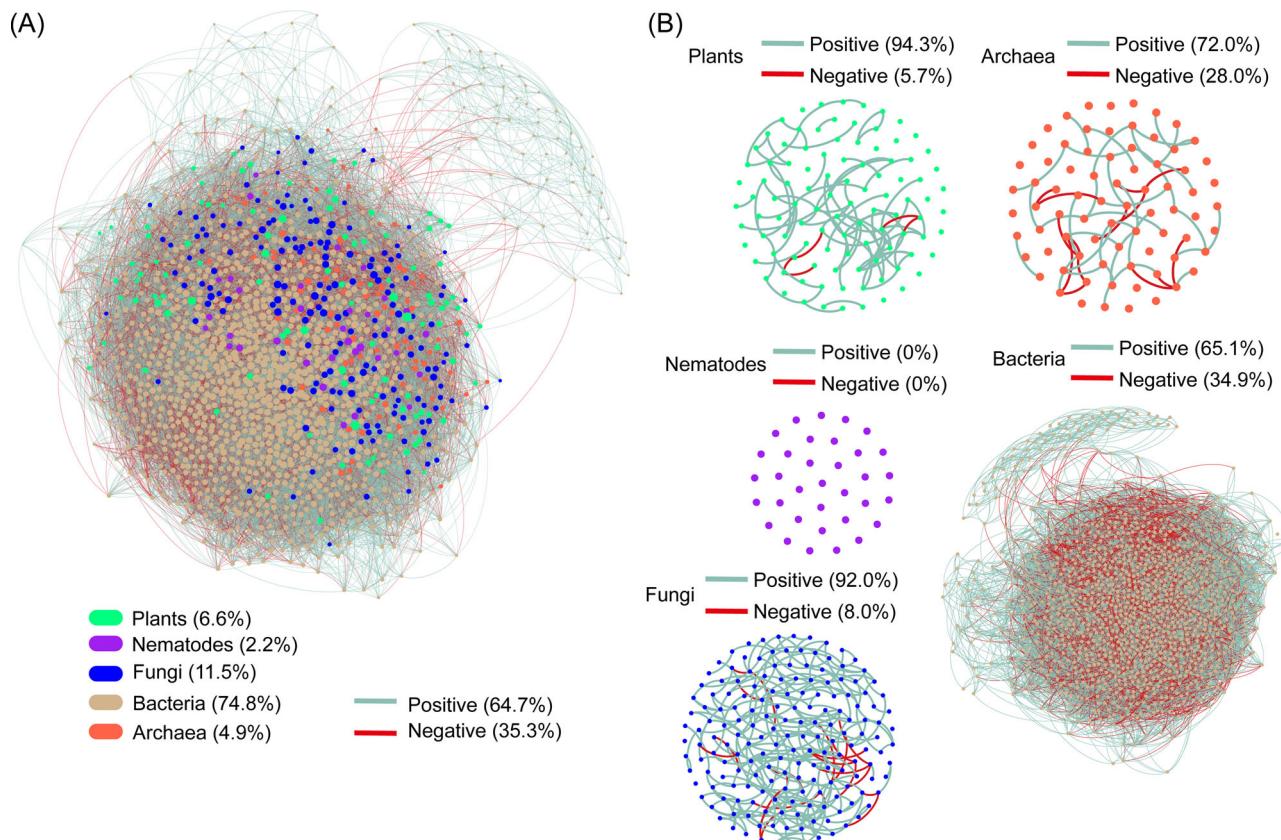 (A)
Plants (6.6%)
Nematodes (2.2%)
Fungi (11.5%)
Bacteria (74.8%)
Archaea (4.9%)
Positive (64.7%)
Negative (35.3%)
(B)
Plants
Positive (94.3%)
Negative (5.7%)
Archaea
Positive (72.0%)
Negative (28.0%)
Nematodes
Positive (0%)
Negative (0%)
Bacteria
Positive (65.1%)
Negative (34.9%)
Fungi
Positive (92.0%)
Negative (8.0%)